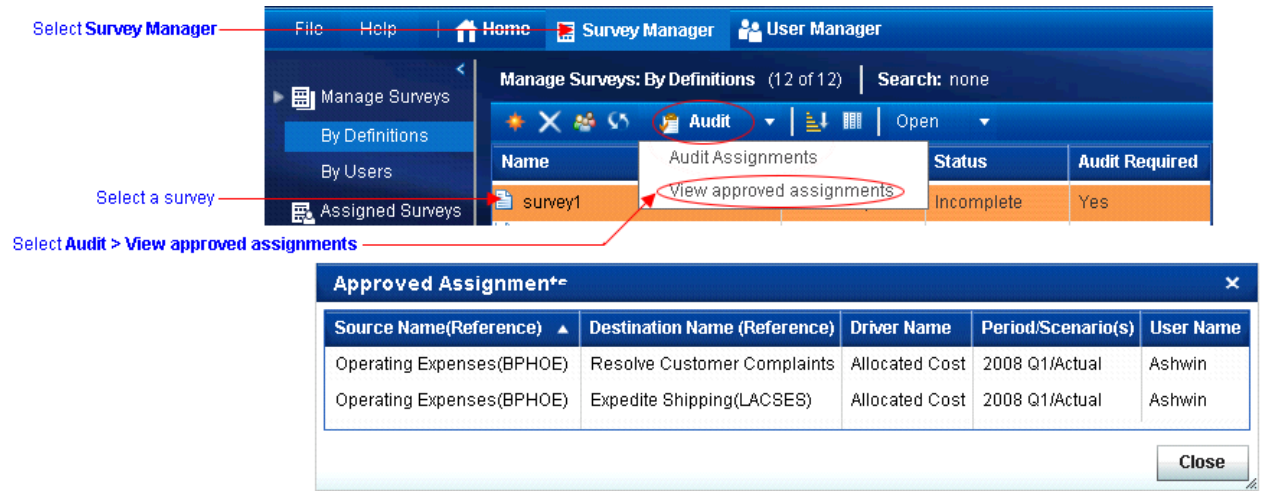 Select Survey Manager
File Help Home Survey Manager User Manager
Manage Surveys: By Definitions (12 of 12) Search: none
Manage Surveys
By Definitions
By Users
Assigned Surveys
Audit Open
Audit Assignments
View approved assignments
Name Status Audit Required
Select a survey
survey1 Incomplete Yes
Select Audit > View approved assignments
Approved Assignments
Source Name(Reference) Destination Name (Reference) Driver Name Period/Scenario(s) User Name
Operating Expenses(BPHOE) Resolve Customer Complaints Allocated Cost 2008 Q1/Actual Ashwin
Operating Expenses(BPHOE) Expedite Shipping(LACSES) Allocated Cost 2008 Q1/Actual Ashwin
Close